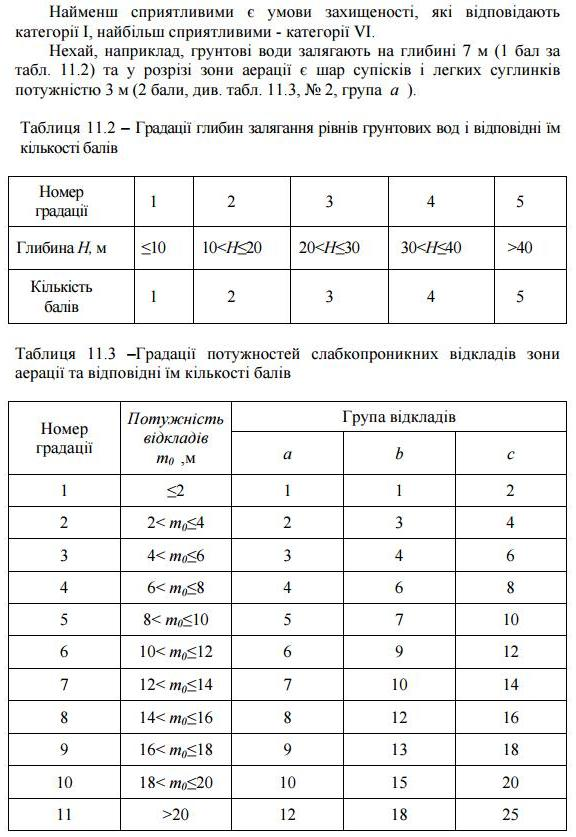 Найменш сприятливими є умови захищеності, які відповідають
категорії I, найбільш сприятливими - категорії VI.
Нехай, наприклад, грунтові води залягають на глибині 7 м (1 бал за
табл. 11.2) та у розрізі зони аерації є шар супісків і легких суглинків
потужністю 3 м (2 бали, див. табл. 11.3, № 2, група a ).
Таблиця 11.2 – Градації глибин залягання рівнів грунтових вод і відповідні їм
кількості балів
Номер градації 1 2 3 4 5
Глибина H, м ≤10 10<H≤20 20<H≤30 30<H≤40 >40
Кількість балів 1 2 3 4 5
Таблиця 11.3 –Градації потужностей слабкопроникних відкладів зони
аерації та відповідні їм кількості балів
Номер градації Потужність відкладів m0 ,м Група відкладів
a b c
1 ≤2 1 1 2
2 2< m0≤4 2 3 4
3 4< m0≤6 3 4 6
4 6< m0≤8 4 6 8
5 8< m0≤10 5 7 10
6 10< m0≤12 6 9 12
7 12< m0≤14 7 10 14
8 14< m0≤16 8 12 16
9 16< m0≤18 9 13 18
10 18< m0≤20 10 15 20
11 >20 12 18 25